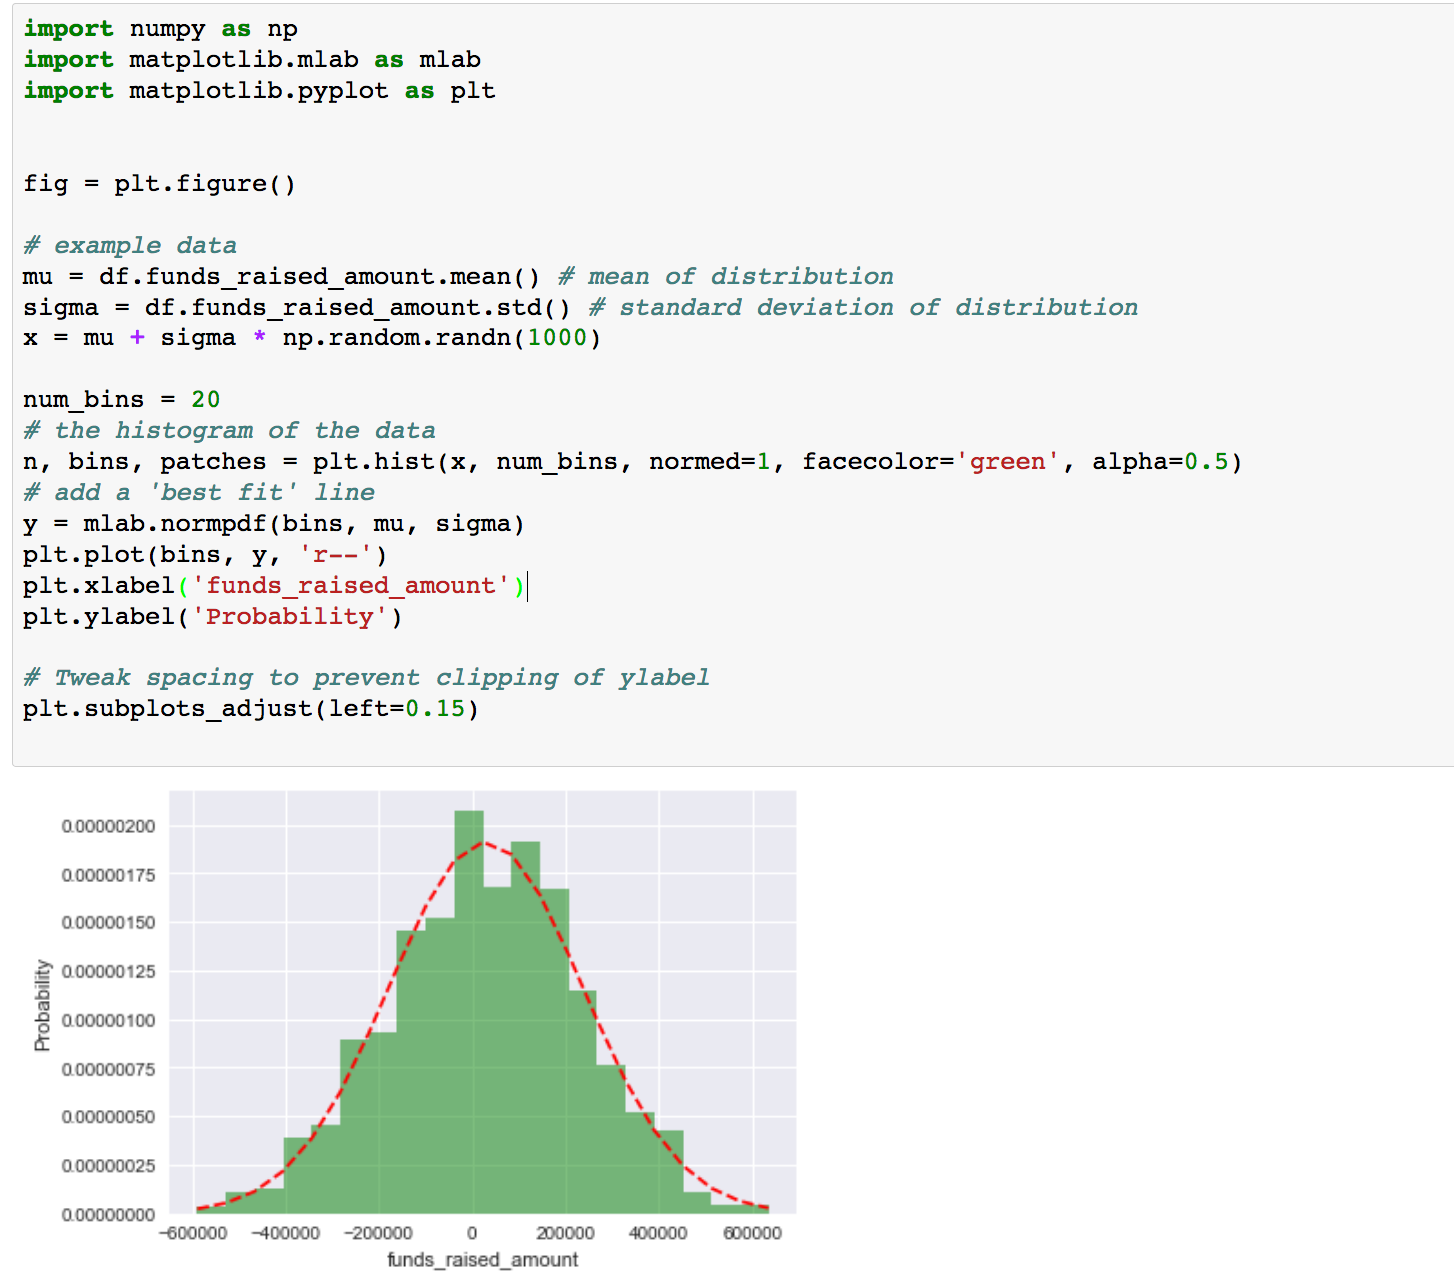 import numpy as np
import matplotlib.mlab as mlab
import matplotlib.pyplot as plt
fig = plt.figure()
# example data
mu = df.funds_raised_amount.mean() # mean of distribution
sigma = df.funds_raised_amount.std() # standard deviation of distribution
x = mu + sigma * np.random.randn(1000)
num_bins = 20
# the histogram of the data
n, bins, patches = plt.hist(x, num_bins, normed=1, facecolor='green', alpha=0.5)
# add a 'best fit' line
y = mlab.normpdf(bins, mu, sigma)
plt.plot(bins, y, 'r--')
plt.xlabel('funds_raised_amount')
plt.ylabel('Probability')
# Tweak spacing to prevent clipping of ylabel
plt.subplots_adjust(left=0.15)
0.00000200
0.00000175
0.00000150
0.00000125
0.00000100
0.00000075
0.00000050
0.00000025
0.00000000
Probability
−600000 −400000 −200000 0 200000 400000 600000
funds_raised_amount